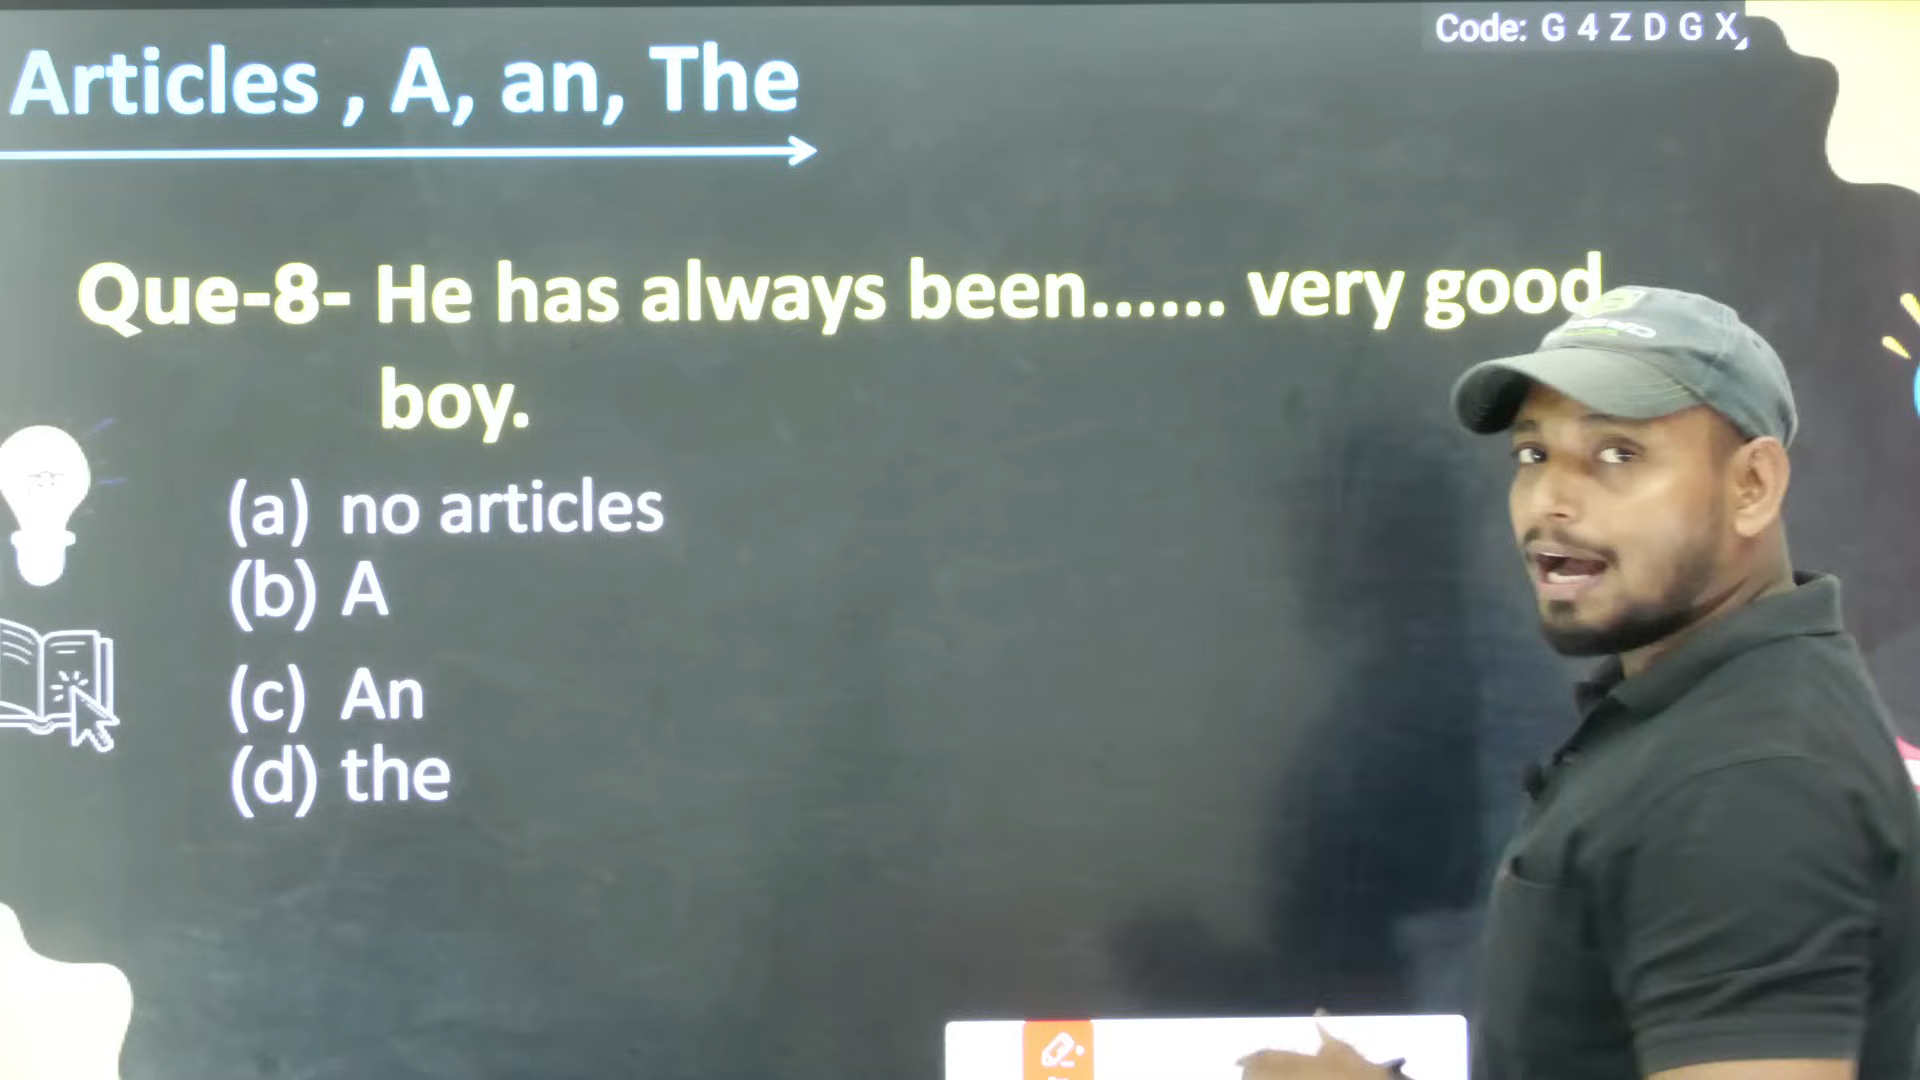 Code: G 4 Z D G X
Articles , A, an, The
Que-8- He has always been...... very good
boy.
(a) no articles
(b) A
(c) An
(d) the